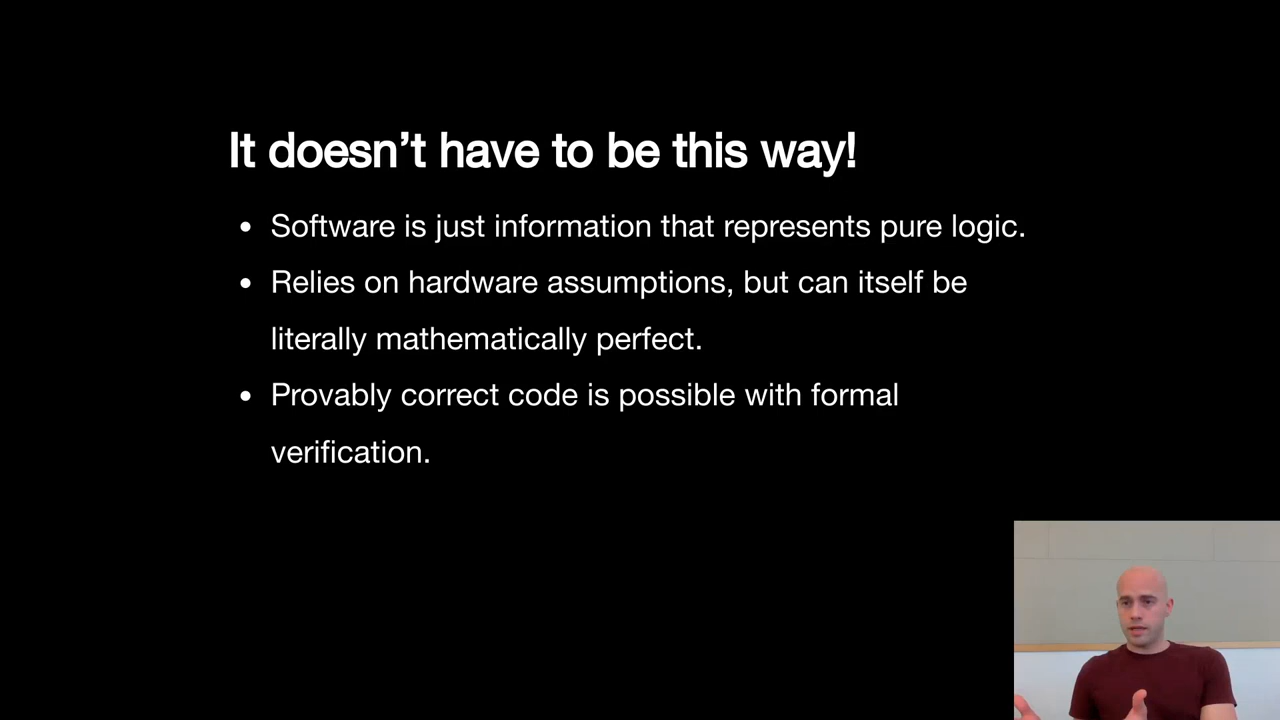 It doesn’t have to be this way!
• Software is just information that represents pure logic.
• Relies on hardware assumptions, but can itself be
literally mathematically perfect.
• Provably correct code is possible with formal
verification.